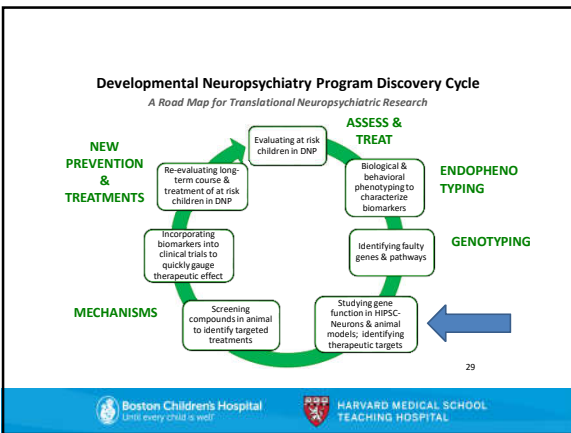 Developmental Neuropsychiatry Program Discovery Cycle
A Road Map for Translational Neuropsychiatric Research
ASSESS &
TREAT
Evaluating at risk
children in DNP
NEW
PREVENTION
&
TREATMENTS
Re-evaluating long-
term course &
treatment of at risk
children in DNP
Biological &
behavioral
phenotyping to
characterize
biomarkers
ENDOPHENO
TYPING
Incorporating
biomarkers into
clinical trials to
quickly gauge
therapeutic effect
Identifying faulty
genes & pathways
GENOTYPING
MECHANISMS
Screening
compounds in animal
to identify targeted
treatments
Studying gene
function in HIPSC-
Neurons & animal
models; identifying
therapeutic targets
29
Boston Children's Hospital
Until every child is well
HARVARD MEDICAL SCHOOL
TEACHING HOSPITAL